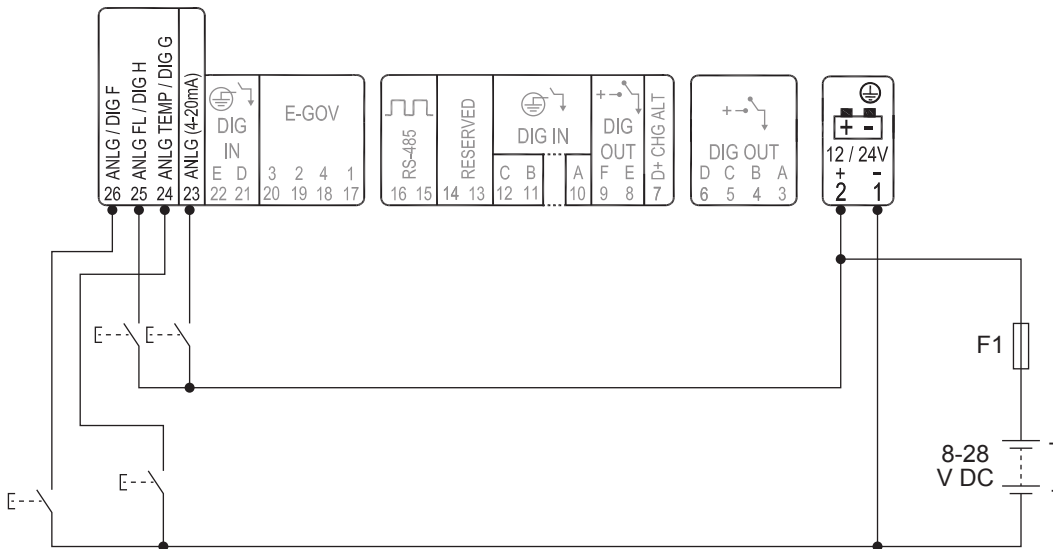 ANLG / DIG F
ANLG FL / DIG H
ANLG TEMP / DIG G
ANLG (4-20mA)
26 25 24 23
DIG
IN
E D
22 21
E-GOV
3 2 4 1
20 19 18 17
RS-485
16 15
RESERVED
14 13
DIG IN
C B A
12 11 10
+
DIG
OUT
F E
9 8
D+ CHG ALT
7
+
DIG OUT
D C B A
6 5 4 3
+ -
12 / 24V
+ -
2 1
F1
8-28
V DC